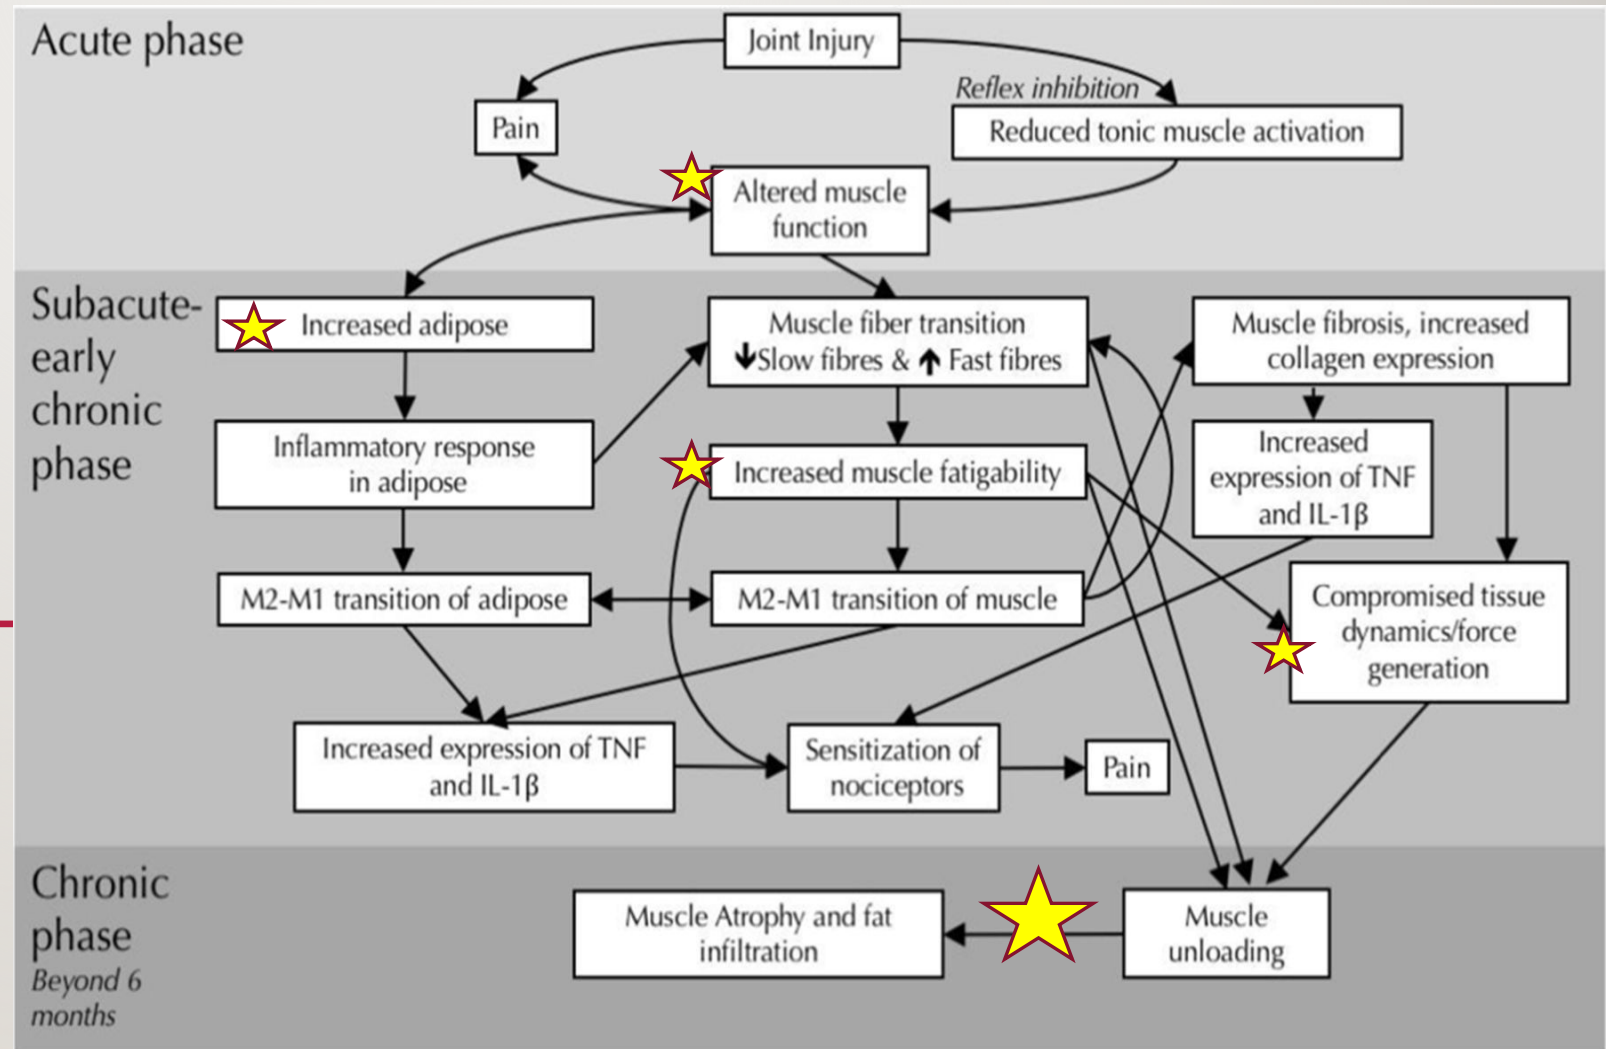 Acute phase
Joint Injury
Reflex inhibition
Pain
Reduced tonic muscle activation
Altered muscle
function
Subacute-
early
chronic
phase
Increased adipose
Muscle fiber transition
🡇Slow fibres & 🡅 Fast fibres
Muscle fibrosis, increased
collagen expression
Inflammatory response
in adipose
Increased muscle fatigability
Increased
expression of TNF
and IL-1β
M2-M1 transition of adipose
M2-M1 transition of muscle
Compromised tissue
dynamics/force
generation
Increased expression of TNF
and IL-1β
Sensitization of
nociceptors
Pain
Chronic
phase
Beyond 6
months
Muscle Atrophy and fat
infiltration
Muscle
unloading